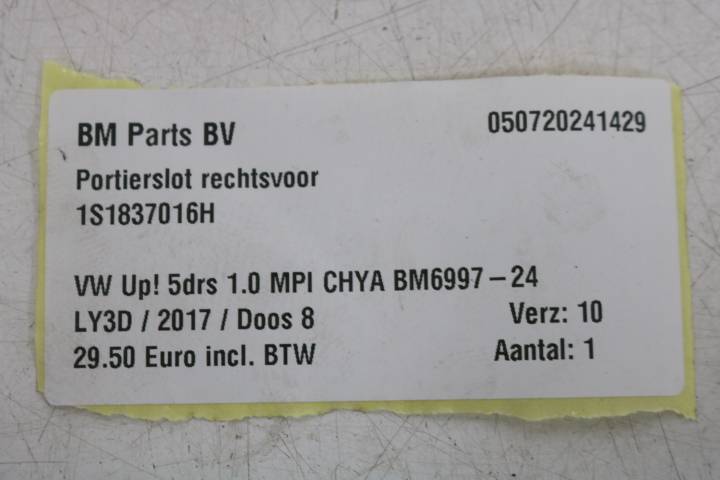 BM Parts BV 050720241429
Portierslot rechtsvoor
1S1837016H
VW Up! 5drs 1.0 MPI CHYA BM6997-24
LY3D / 2017 / Doos 8 Verz: 10
29.50 Euro incl. BTW Aantal: 1